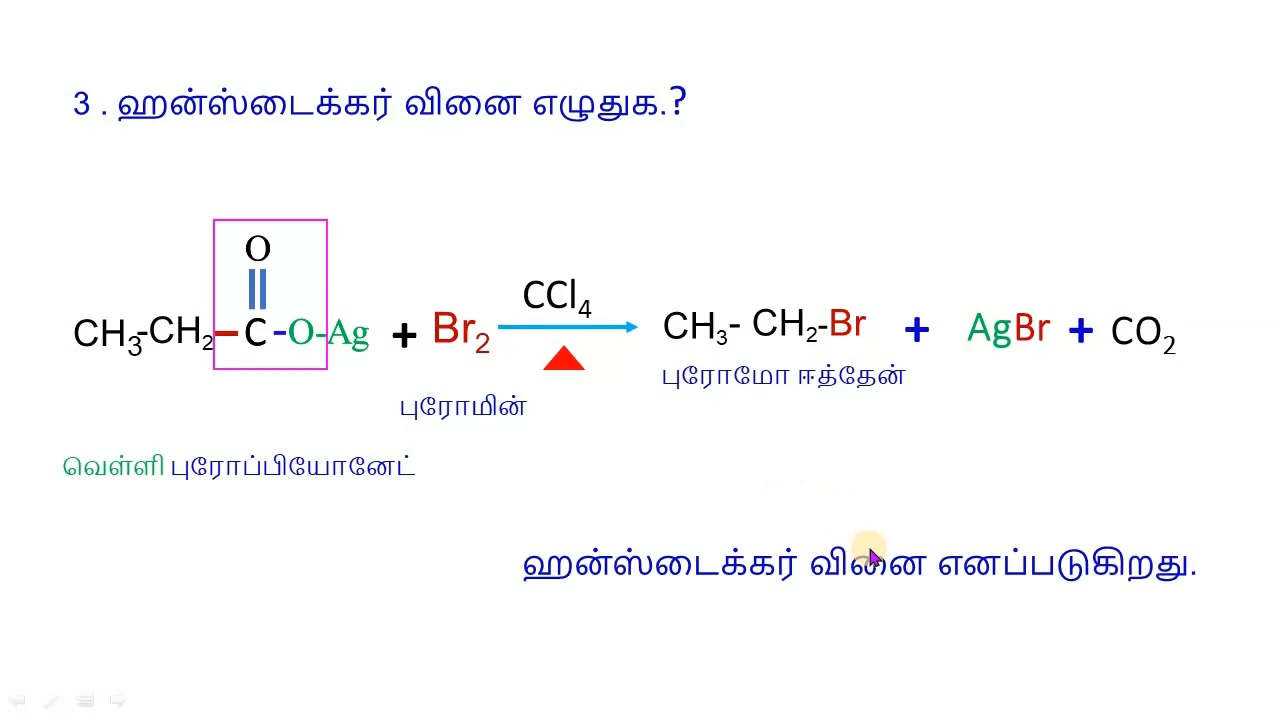 3 . ஹன்ஸ்டைக்கர் வினை எழுதுக.?
O
CH3-CH2-C-O-Ag + Br2 CCl4 CH3- CH2-Br + AgBr + CO2
புரோமோ ஈத்தேன்
புரோமின்
வெள்ளி புரோப்பியோனேட்
ஹன்ஸ்டைக்கர் வினை எனப்படுகிறது.